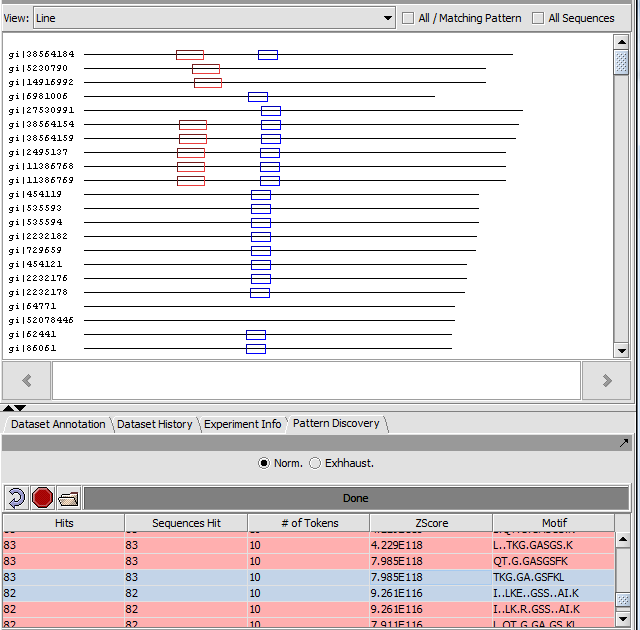 View: Line All / Matching Pattern All Sequences
gi|38564184
gi|5230790
gi|14916992
gi|6981006
gi|27530991
gi|38564154
gi|38564159
gi|2495137
gi|11386768
gi|11386769
gi|454119
gi|535593
gi|535594
gi|2232182
gi|729659
gi|454121
gi|2232176
gi|2232178
gi|64771
gi|52078446
gi|62441
gi|86061
Dataset Annotation Dataset History Experiment Info Pattern Discovery
Norm. Exhhaust.
Done
Hits Sequences Hit # of Tokens ZScore Motif
83 83 10 4.229E118 L..TKG.GASGS.K
83 83 10 7.985E118 QT.G.GASGSFK
83 83 10 7.985E118 TKG.GA.GSFKL
82 82 10 9.261E116 I..LKE..GSS..AI.K
82 82 10 9.261E116 I..LK.R.GSS..AI.K
82 82 10 7.911E116 L.QT.G.GA.GS.KL